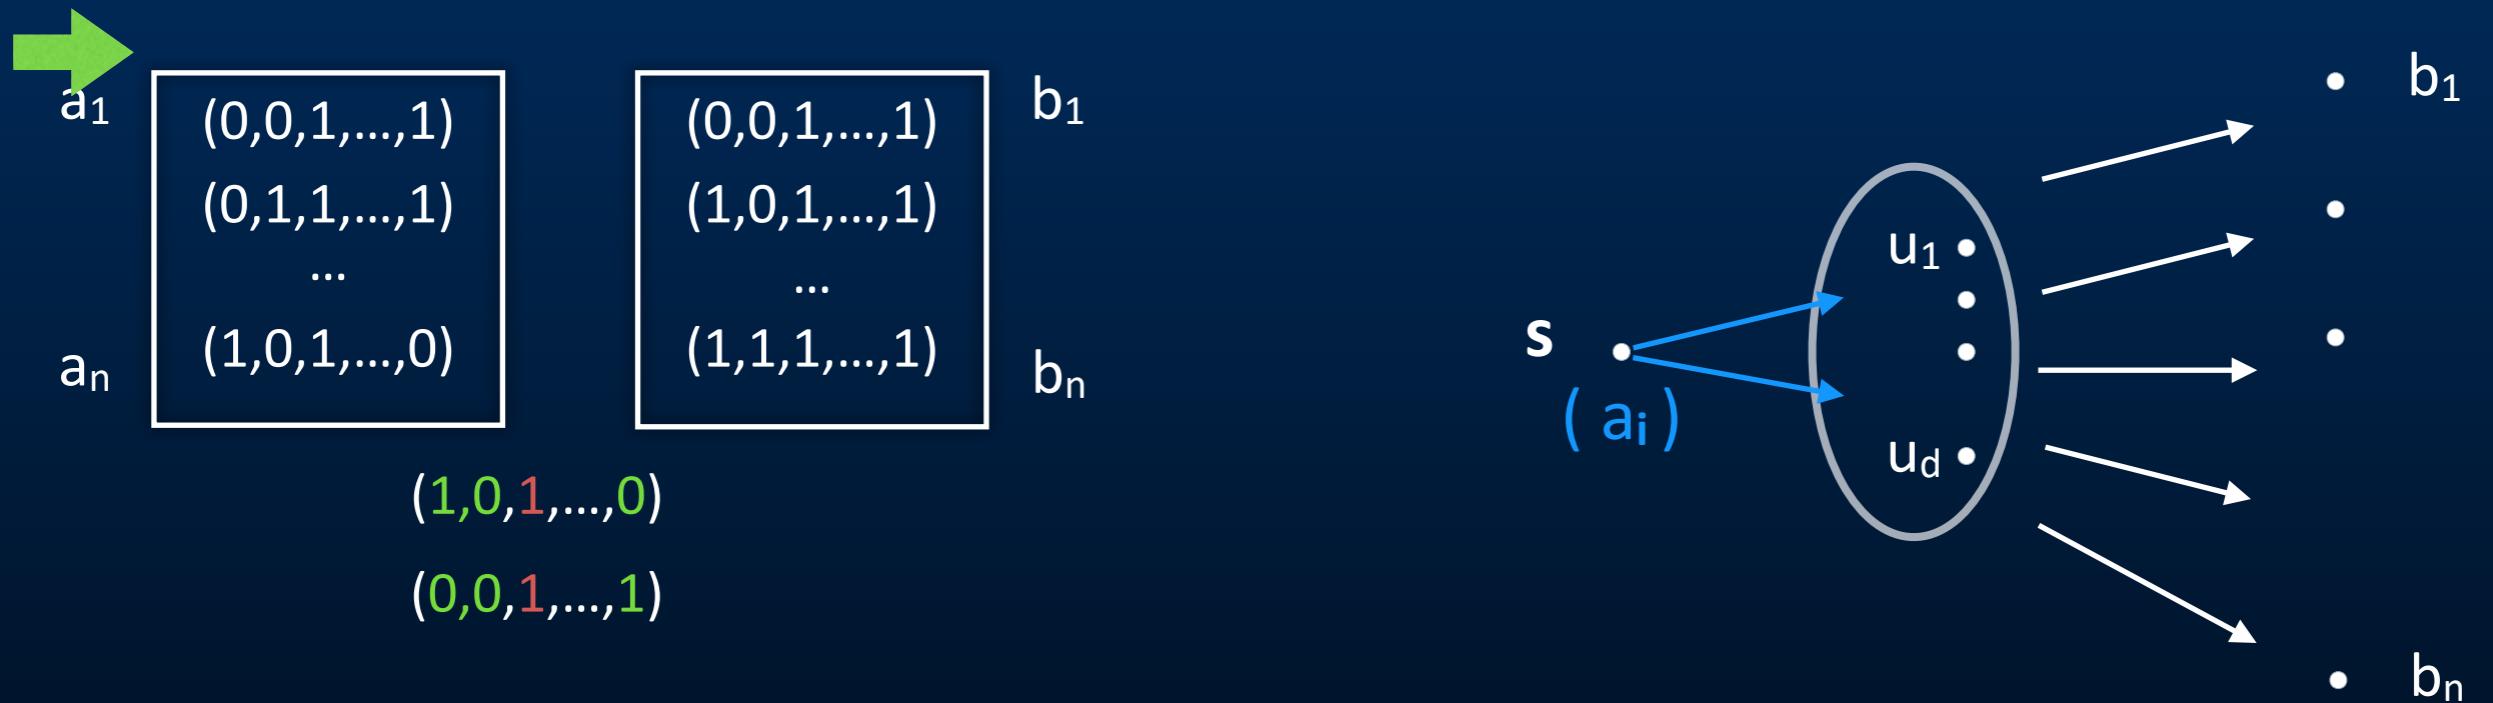 a₁ (0,0,1,...,1) (0,0,1,...,1) b₁
(0,1,1,...,1) (1,0,1,...,1)
... ...
aₙ (1,0,1,...,0) (1,1,1,...,1) bₙ
(1,0,1,...,0)
(0,0,1,...,1)
s
( aᵢ )
u₁
u_d
b₁
bₙ